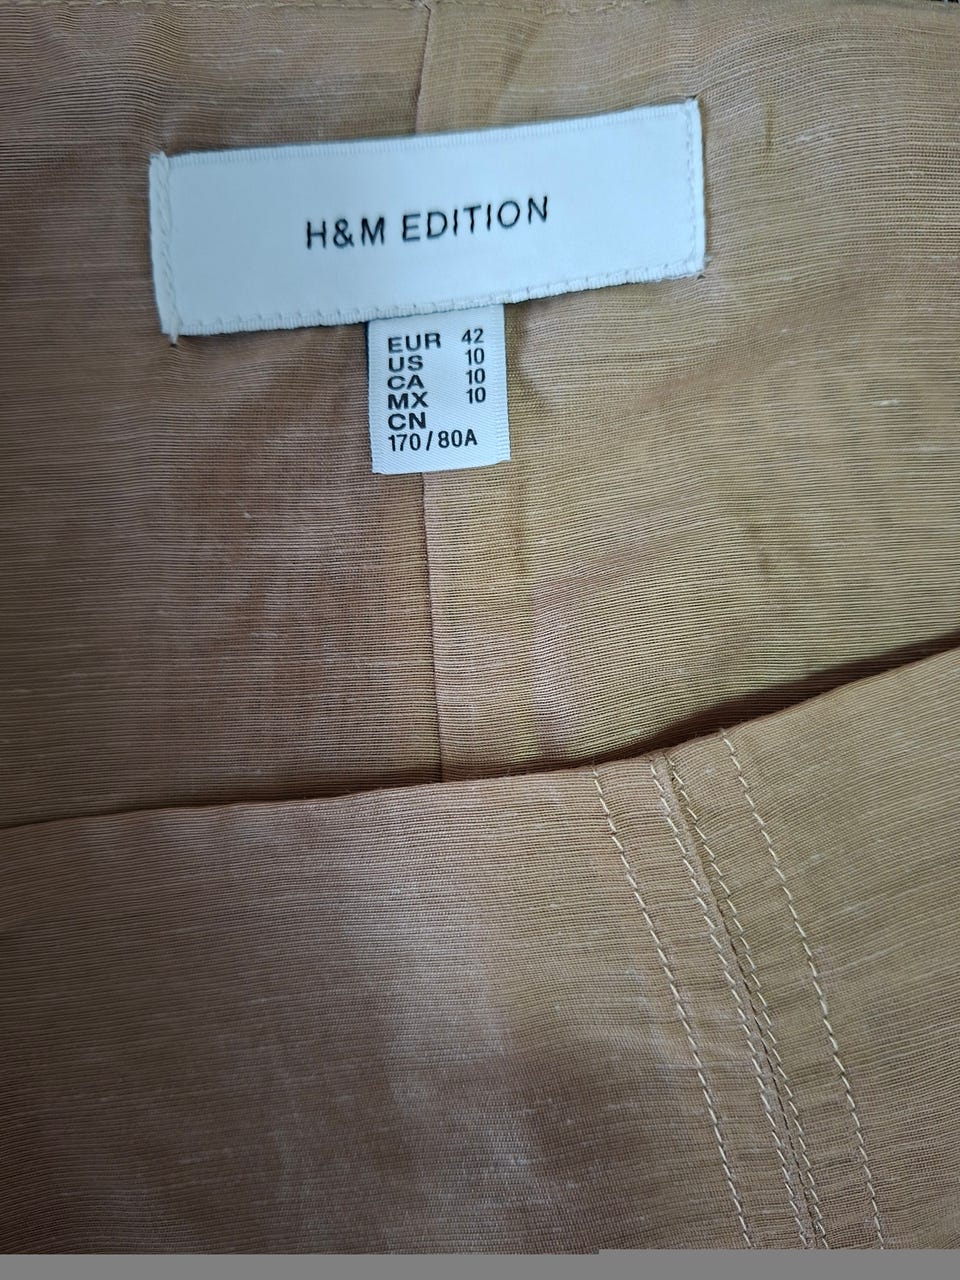 H&M EDITION
EUR 42
US 10
CA 10
MX 10
CN
170/80A